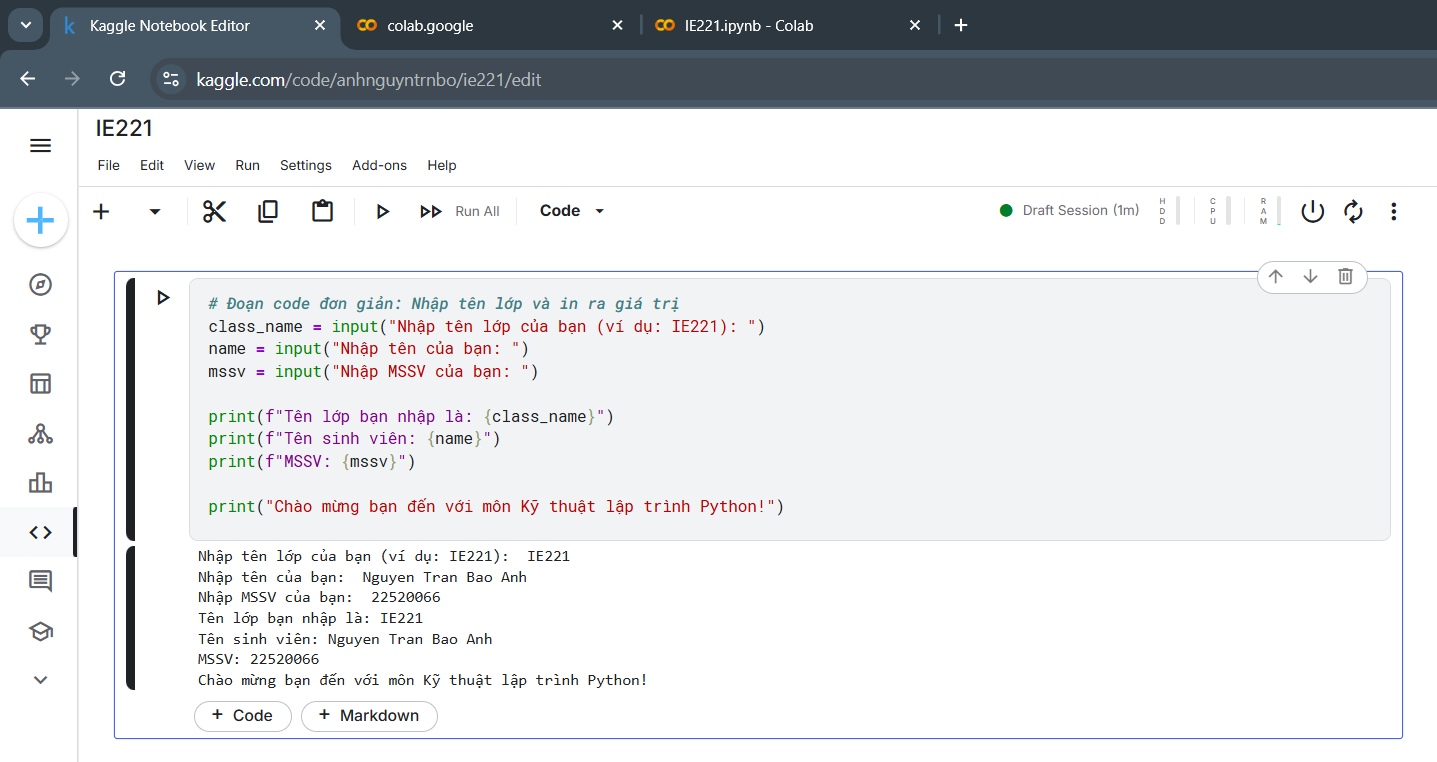 Kaggle Notebook Editor
colab.google
IE221.ipynb - Colab
kaggle.com/code/anhnguyntrnbo/ie221/edit
IE221
File Edit View Run Settings Add-ons Help
Run All Code Draft Session (1m) HDD CPU RAM
# Đoạn code đơn giản: Nhập tên lớp và in ra giá trị
class_name = input("Nhập tên lớp của bạn (ví dụ: IE221): ")
name = input("Nhập tên của bạn: ")
mssv = input("Nhập MSSV của bạn: ")
print(f"Tên lớp bạn nhập là: {class_name}")
print(f"Tên sinh viên: {name}")
print(f"MSSV: {mssv}")
print("Chào mừng bạn đến với môn Kỹ thuật lập trình Python!")
Nhập tên lớp của bạn (ví dụ: IE221):  IE221
Nhập tên của bạn:  Nguyen Tran Bao Anh
Nhập MSSV của bạn:  22520066
Tên lớp bạn nhập là: IE221
Tên sinh viên: Nguyen Tran Bao Anh
MSSV: 22520066
Chào mừng bạn đến với môn Kỹ thuật lập trình Python!
+ Code + Markdown